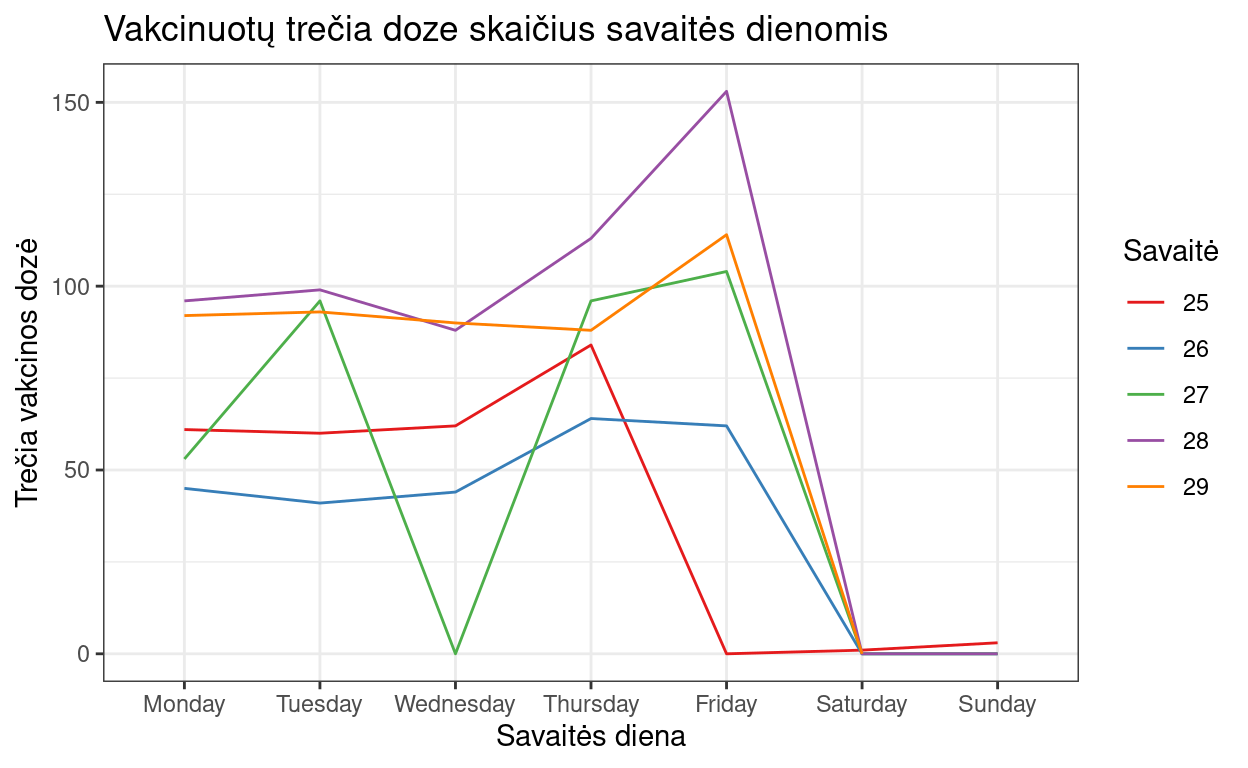 Vakcinuotų trečia doze skaičius savaitės dienomis
Trečia vakcinos dozė
150
100
50
0
Monday Tuesday Wednesday Thursday Friday Saturday Sunday
Savaitės diena
Savaitė
25
26
27
28
29